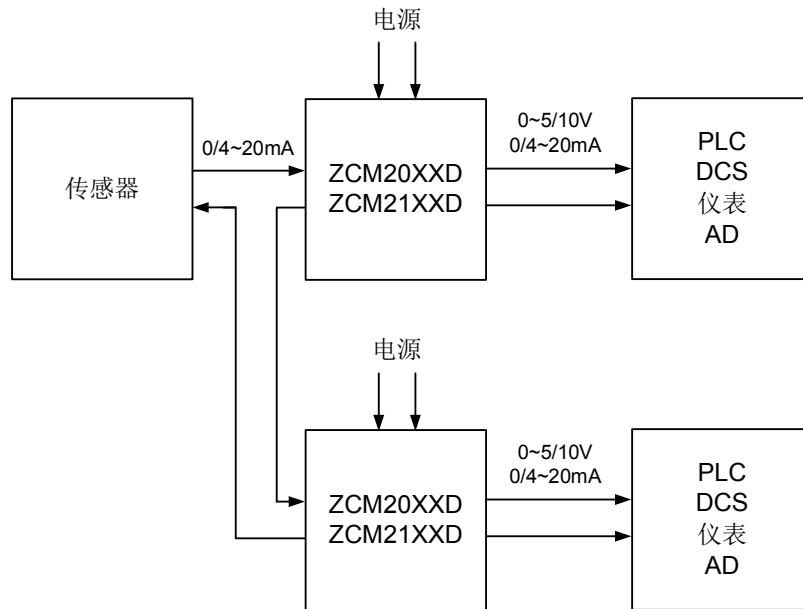 电源
传感器
0/4~20mA
ZCM20XXD
ZCM21XXD
0~5/10V
0/4~20mA
PLC
DCS
仪表
AD
电源
ZCM20XXD
ZCM21XXD
0~5/10V
0/4~20mA
PLC
DCS
仪表
AD